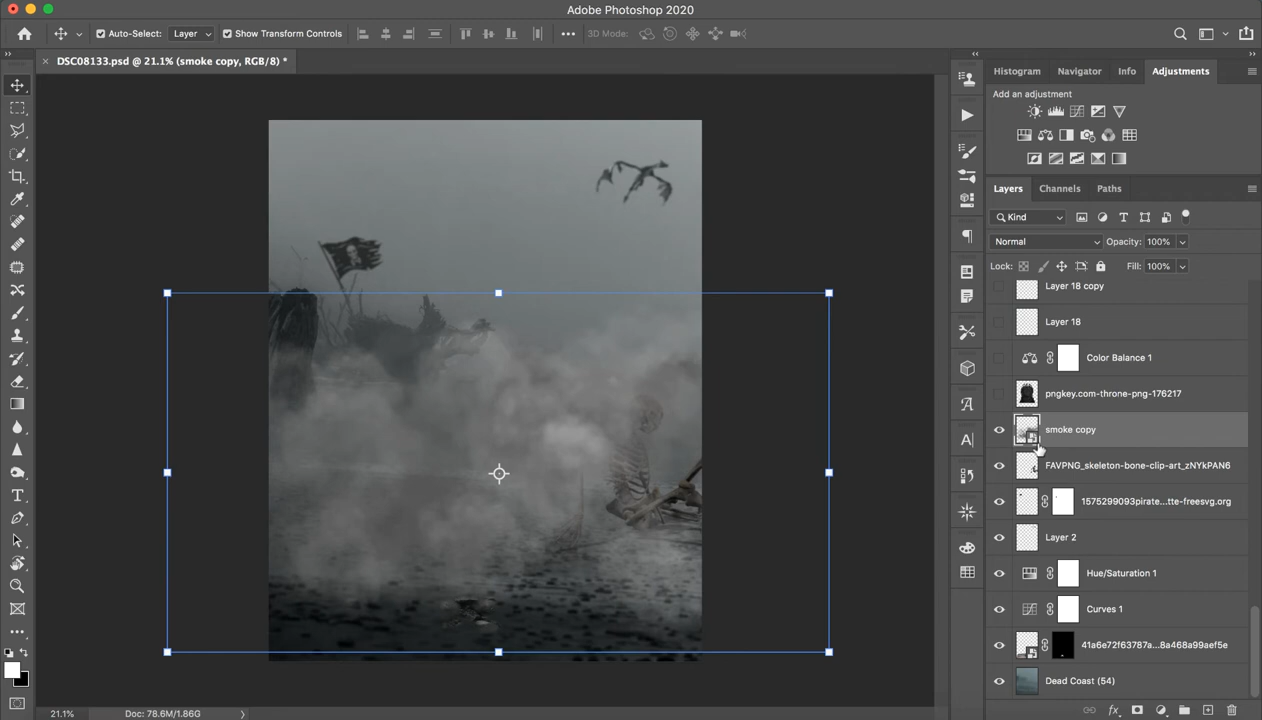 Adobe Photoshop 2020
Auto-Select: Layer Show Transform Controls 3D Mode:
DSC08133.psd @ 21.1% (smoke copy, RGB/8) *
Histogram Navigator Info Adjustments
Add an adjustment
Layers Channels Paths
Kind
Normal Opacity: 100%
Lock: Fill: 100%
Layer 18 copy
Layer 18
Color Balance 1
pngkey.com-throne-png-176217
smoke copy
FAVPNG_skeleton-bone-clip-art_zNYkPAN6
1575299093pirate...tte-freesvg.org
Layer 2
Hue/Saturation 1
Curves 1
41a6e72f63787a...8a468a99aef5e
Dead Coast (54)
21.1% Doc: 78.6M/1.86G